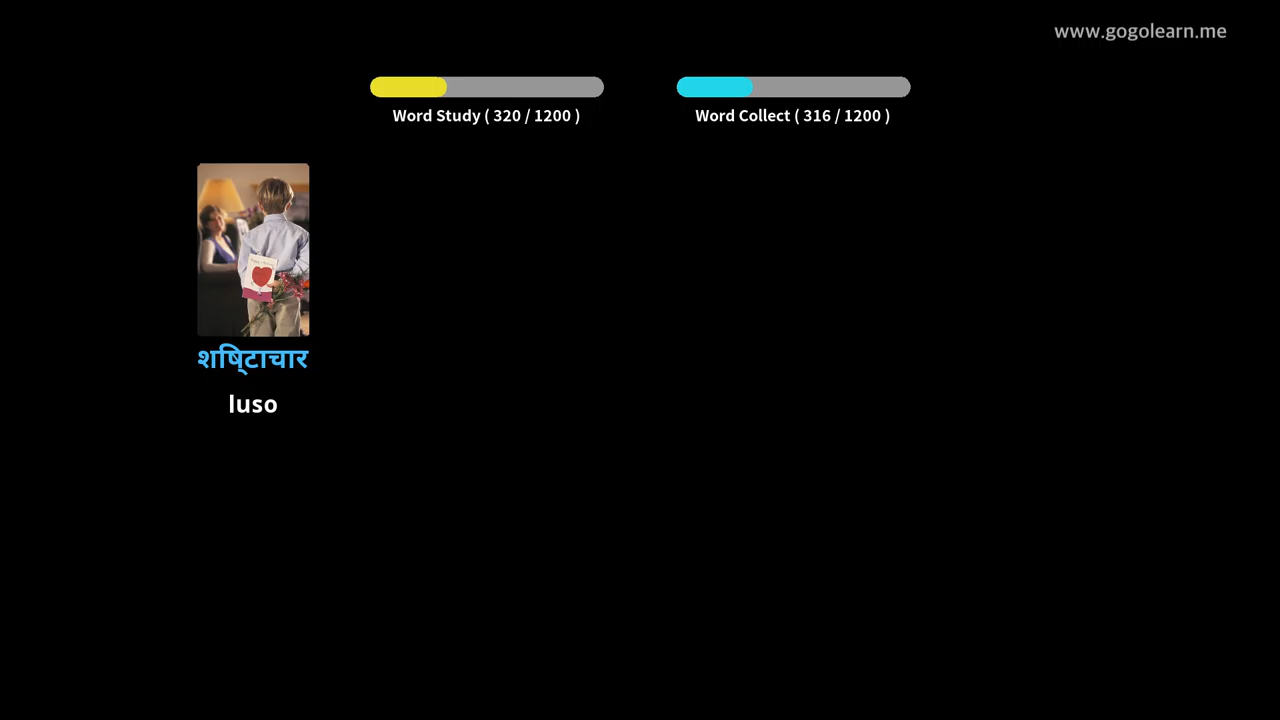 www.gogolearn.me
Word Study ( 320 / 1200 )
Word Collect ( 316 / 1200 )
शिष्टाचार
luso